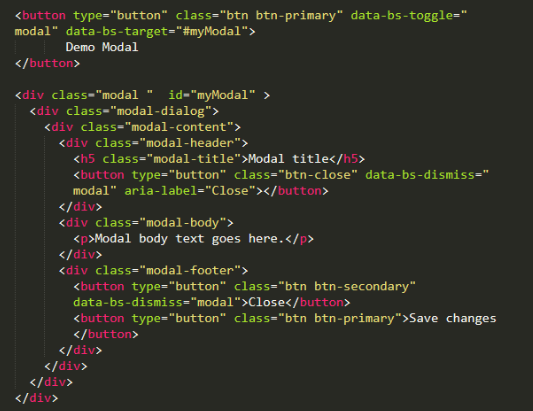 <button type="button" class="btn btn-primary" data-bs-toggle="
modal" data-bs-target="#myModal">
Demo Modal
</button>
<div class="modal "  id="myModal" >
<div class="modal-dialog">
<div class="modal-content">
<div class="modal-header">
<h5 class="modal-title">Modal title</h5>
<button type="button" class="btn-close" data-bs-dismiss="
modal" aria-label="Close"></button>
</div>
<div class="modal-body">
<p>Modal body text goes here.</p>
</div>
<div class="modal-footer">
<button type="button" class="btn btn-secondary"
data-bs-dismiss="modal">Close</button>
<button type="button" class="btn btn-primary">Save changes
</button>
</div>
</div>
</div>
</div>